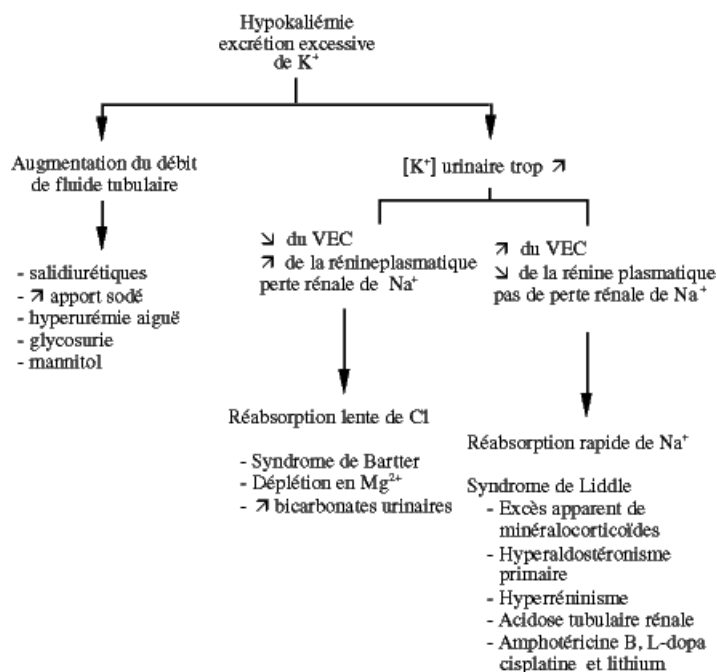 Hypokaliémie
excrétion excessive
de K⁺
Augmentation du débit
de fluide tubulaire
- salidiurétiques
- ↗ apport sodé
- hyperurémie aiguë
- glycosurie
- mannitol
[K⁺] urinaire trop ↗
↘ du VEC
↗ de la rénineplasmatique
perte rénale de Na⁺
Réabsorption lente de Cl
- Syndrome de Bartter
- Déplétion en Mg²⁺
- ↗ bicarbonates urinaires
↗ du VEC
↘ de la rénine plasmatique
pas de perte rénale de Na⁺
Réabsorption rapide de Na⁺
Syndrome de Liddle
- Excès apparent de
minéralocorticoïdes
- Hyperaldostéronisme
primaire
- Hyperréninisme
- Acidose tubulaire rénale
- Amphotéricine B, L-dopa
cisplatine et lithium